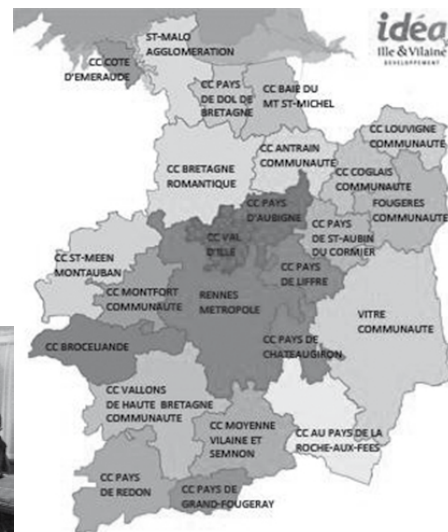 idéa
Ille & Vilaine
DEVELOPPEMENT
ST-MALO
AGGLOMERATION
CC COTE
D'EMERAUDE
CC PAYS
DE DOL DE
BRETAGNE
CC BAIE DU
MT ST-MICHEL
CC LOUVIGNE
COMMUNAUTE
CC ANTRAIN
COMMUNAUTE
CC BRETAGNE
ROMANTIQUE
CC COGLAIS
COMMUNAUTE
FOUGERES
COMMUNAUTE
CC PAYS
D'AUBIGNE
CC PAYS
DE ST-AUBIN
DU CORMIER
CC VAL
D'ILLE
CC ST-MEEN
MONTAUBAN
CC MONTFORT
COMMUNAUTE
RENNES
METROPOLE
CC PAYS
DE LIFFRE
VITRE
COMMUNAUTE
CC BROCELIANDE
CC PAYS DE
CHATEAUGIRON
CC VALLONS
DE HAUTE BRETAGNE
COMMUNAUTE
CC MOYENNE
VILAINE ET
SEMNON
CC AU PAYS DE LA
ROCHE-AUX-FEES
CC PAYS
DE REDON
CC PAYS DE
GRAND-FOUGERAY